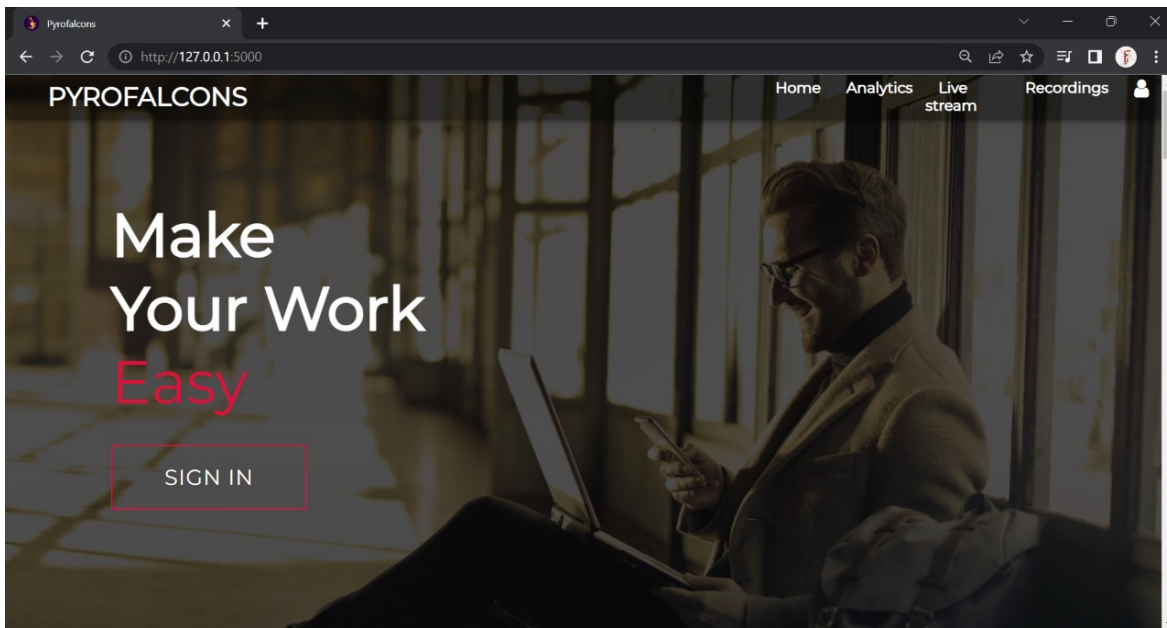 Pyrofalcons
http://127.0.0.1:5000
PYROFALCONS
Home Analytics Live stream Recordings
Make
Your Work
Easy
SIGN IN